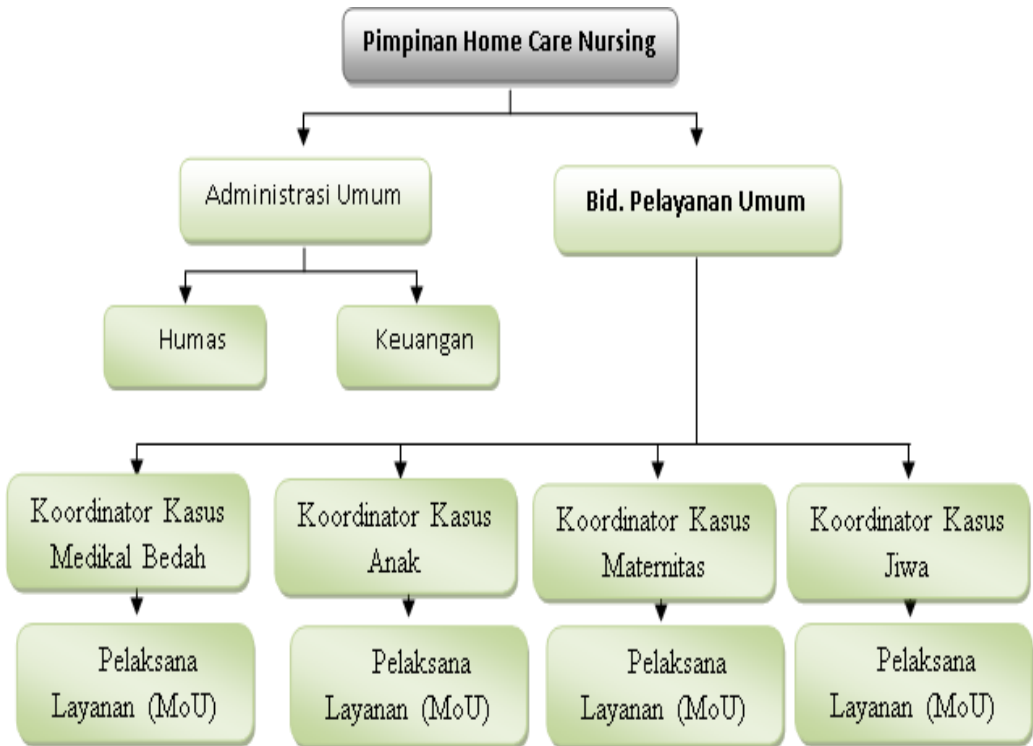 Pimpinan Home Care Nursing
Administrasi Umum
Bid. Pelayanan Umum
Humas
Keuangan
Koordinator Kasus
Medikal Bedah
Koordinator Kasus
Anak
Koordinator Kasus
Maternitas
Koordinator Kasus
Jiwa
Pelaksana
Layanan (MoU)
Pelaksana
Layanan (MoU)
Pelaksana
Layanan (MoU)
Pelaksana
Layanan (MoU)